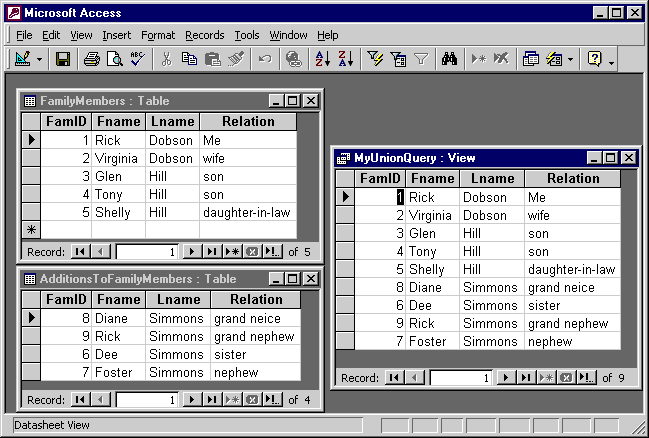 Microsoft Access
File Edit View Insert Format Records Tools Window Help
FamilyMembers : Table
FamID Fname Lname Relation
1 Rick Dobson Me
2 Virginia Dobson wife
3 Glen Hill son
4 Tony Hill son
5 Shelly Hill daughter-in-law
Record: 1 of 5
AdditionsToFamilyMembers : Table
FamID Fname Lname Relation
8 Diane Simmons grand neice
9 Rick Simmons grand nephew
6 Dee Simmons sister
7 Foster Simmons nephew
Record: 1 of 4
MyUnionQuery : View
FamID Fname Lname Relation
1 Rick Dobson Me
2 Virginia Dobson wife
3 Glen Hill son
4 Tony Hill son
5 Shelly Hill daughter-in-law
8 Diane Simmons grand neice
6 Dee Simmons sister
9 Rick Simmons grand nephew
7 Foster Simmons nephew
Record: 1 of 9
Datasheet View